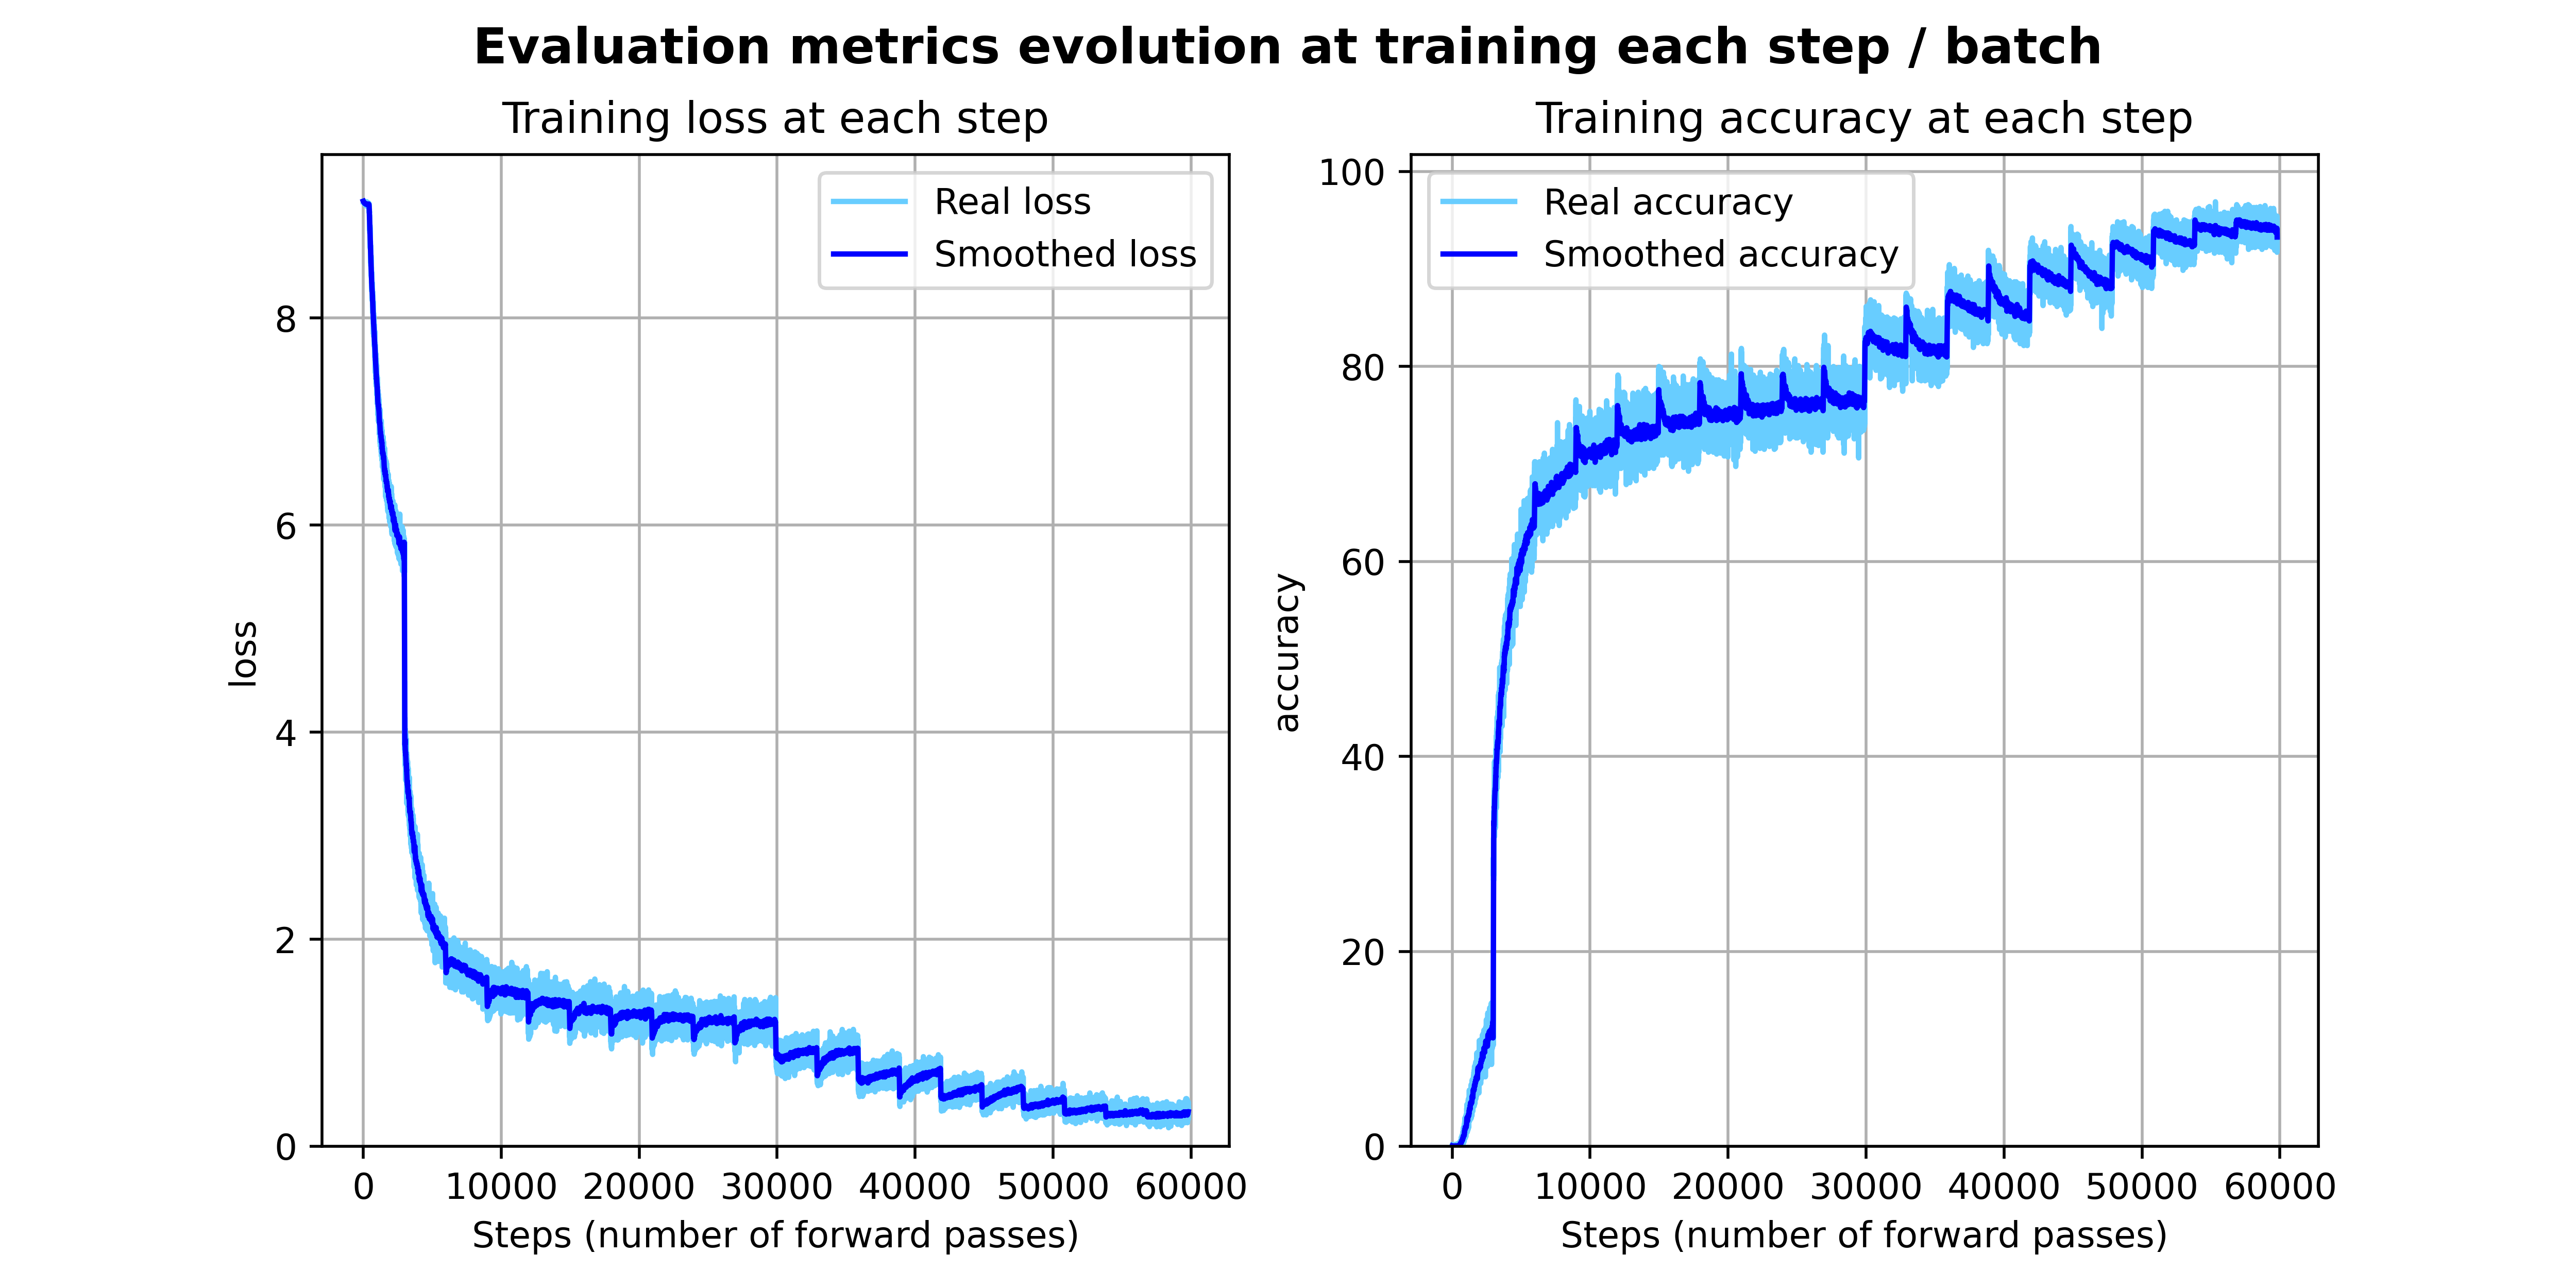 Evaluation metrics evolution at training each step / batch
Training loss at each step
Real loss
Smoothed loss
8
6
4
2
0
loss
0 10000 20000 30000 40000 50000 60000
Steps (number of forward passes)
Training accuracy at each step
Real accuracy
Smoothed accuracy
100
80
60
40
20
0
accuracy
0 10000 20000 30000 40000 50000 60000
Steps (number of forward passes)